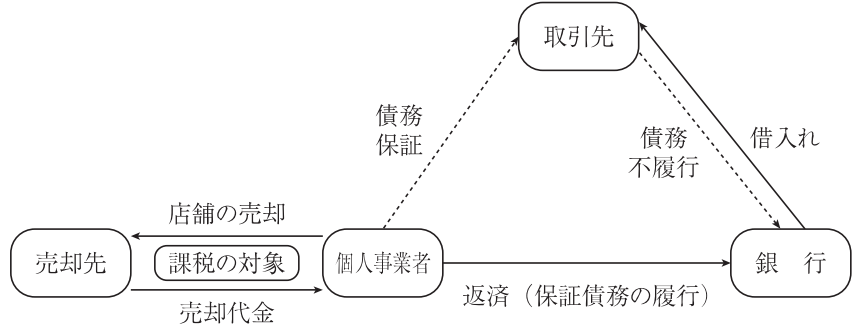 取引先
債務
保証
債務
不履行
借入れ
店舗の売却
売却先
課税の対象
個人事業者
銀　行
売却代金
返済（保証債務の履行）